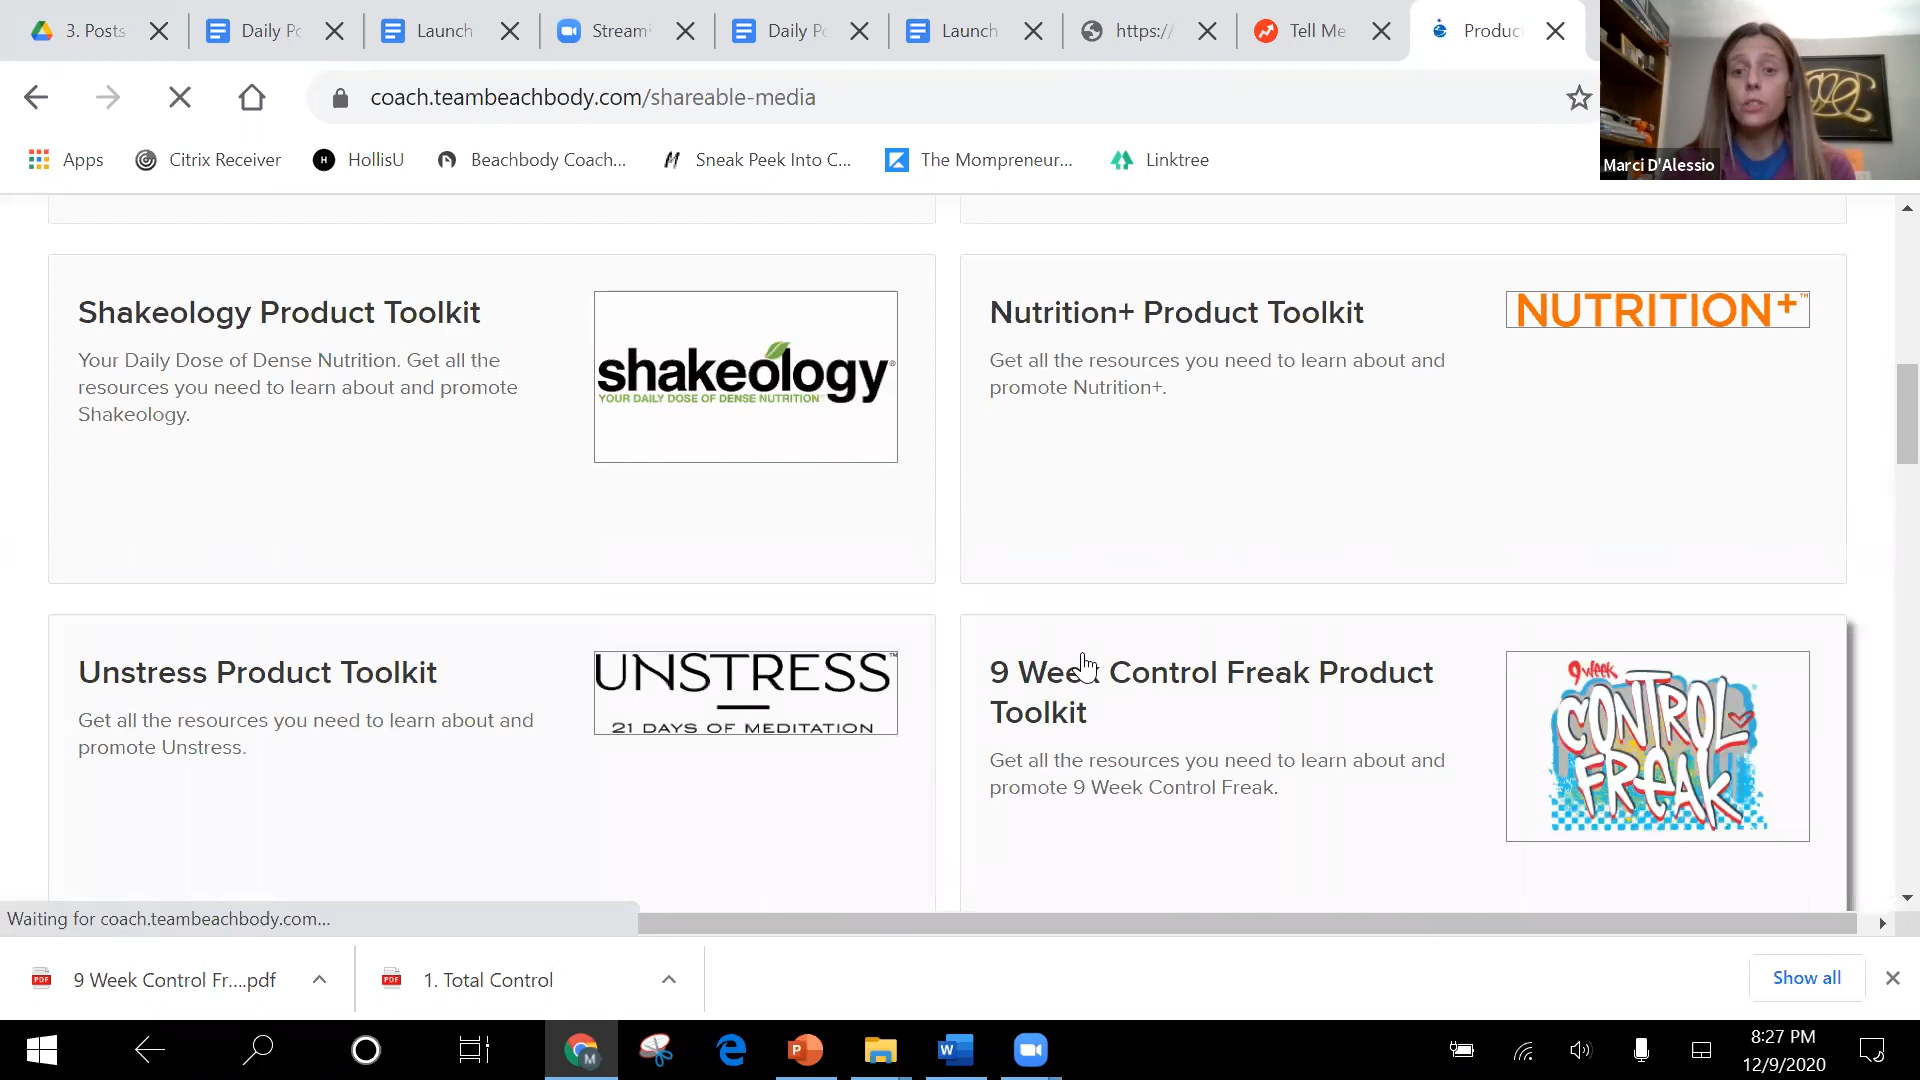 3. Posts
Daily Po
Launch
Stream
Daily Po
Launch
https://
Tell Me
Produc
coach.teambeachbody.com/shareable-media
Apps
Citrix Receiver
HollisU
Beachbody Coach...
Sneak Peek Into C...
The Mompreneur...
Linktree
Marci D'Alessio
Shakeology Product Toolkit
Your Daily Dose of Dense Nutrition. Get all the
resources you need to learn about and promote
Shakeology.
shakeology®
YOUR DAILY DOSE OF DENSE NUTRITION™
Nutrition+ Product Toolkit
Get all the resources you need to learn about and
promote Nutrition+.
NUTRITION+™
Unstress Product Toolkit
Get all the resources you need to learn about and
promote Unstress.
UNSTRESS™
21 DAYS OF MEDITATION
9 Week Control Freak Product
Toolkit
Get all the resources you need to learn about and
promote 9 Week Control Freak.
9 week
CONTROL
FREAK
Waiting for coach.teambeachbody.com...
9 Week Control Fr....pdf
1. Total Control
Show all
8:27 PM
12/9/2020